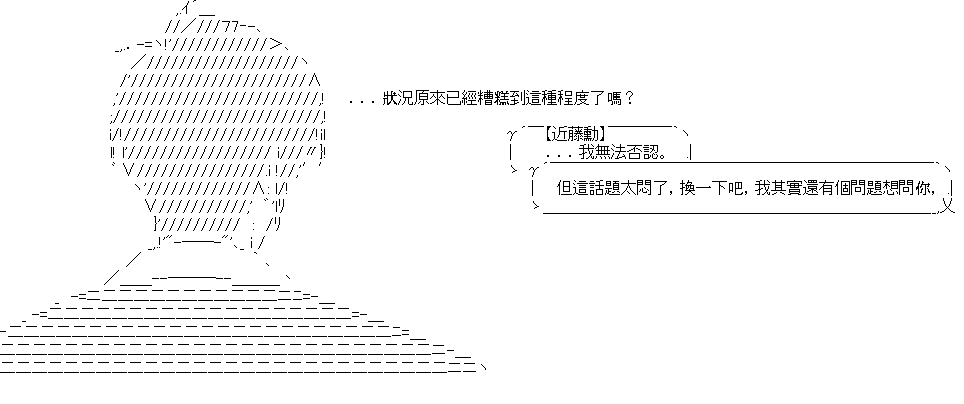 ...狀況原來已經糟糕到這種程度了嗎？
【近藤勳】
...我無法否認。
但這話題太悶了，換一下吧，我其實還有個問題想問你，